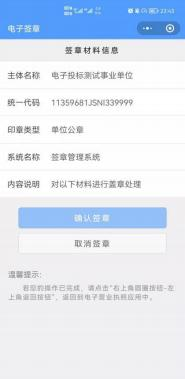 23:43
电子签章
签章材料信息
主体名称 电子投标测试事业单位
统一代码 11359681JSNI339999
印章类型 单位公章
系统名称 签章管理系统
内容说明 对以下材料进行盖章处理
确认签章
取消签章
温馨提示：
若您的操作已完成，请点击“右上角圆圈按钮-左
上角返回按钮”，返回到电子营业执照应用中。